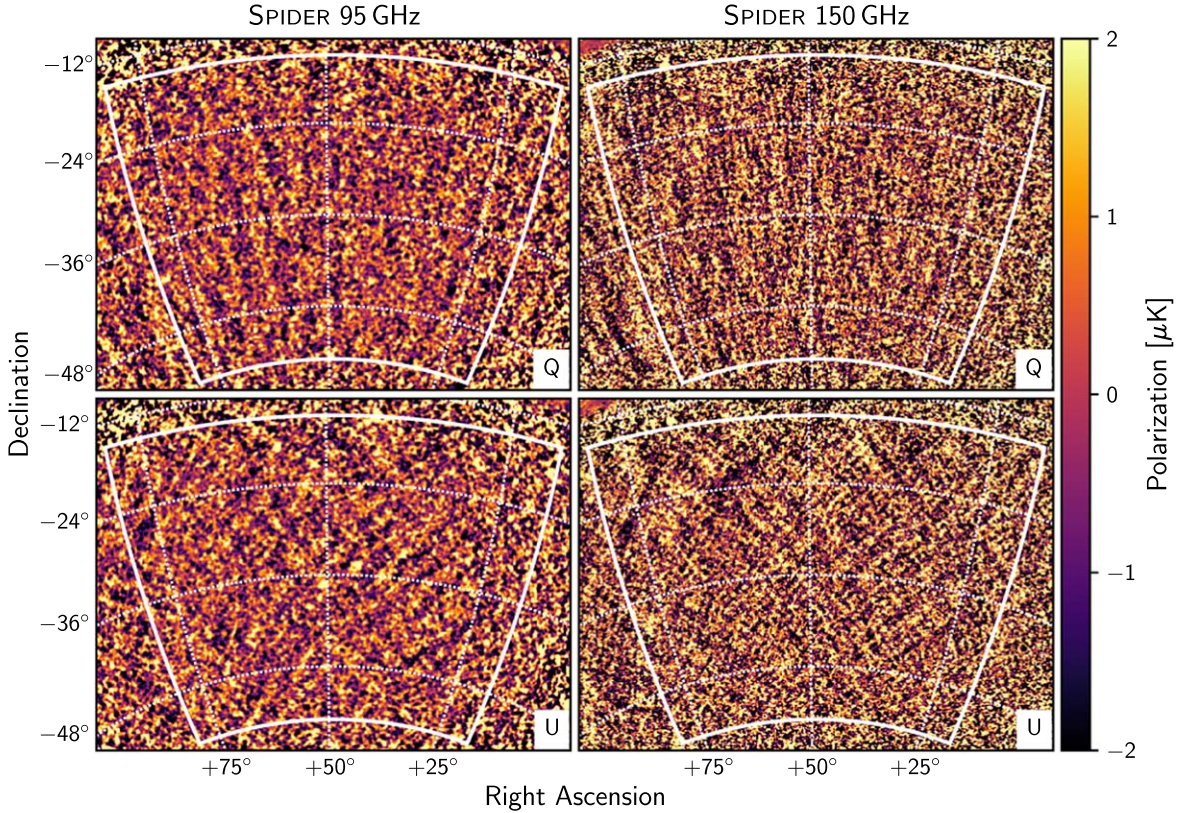 SPIDER 95 GHz
SPIDER 150 GHz
−12°
−24°
−36°
−48°
Q
Q
−12°
−24°
−36°
−48°
U
U
+75°
+50°
+25°
+75°
+50°
+25°
Declination
Right Ascension
2
1
0
−1
−2
Polarization [μK]